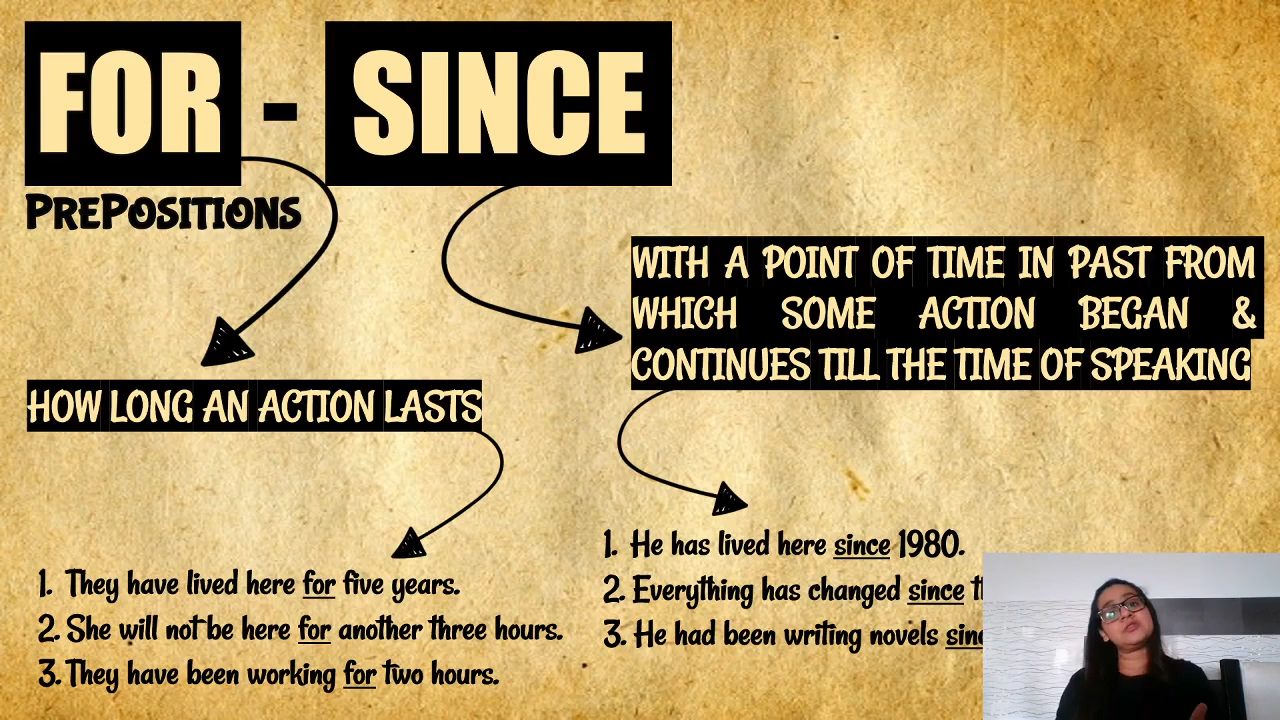 FOR - SINCE
PREPOSITIONS
WITH A POINT OF TIME IN PAST FROM
WHICH SOME ACTION BEGAN &
CONTINUES TILL THE TIME OF SPEAKING
HOW LONG AN ACTION LASTS
1. They have lived here for five years.
2. She will not be here for another three hours.
3. They have been working for two hours.
1. He has lived here since 1980.
2. Everything has changed since
3. He had been writing novels